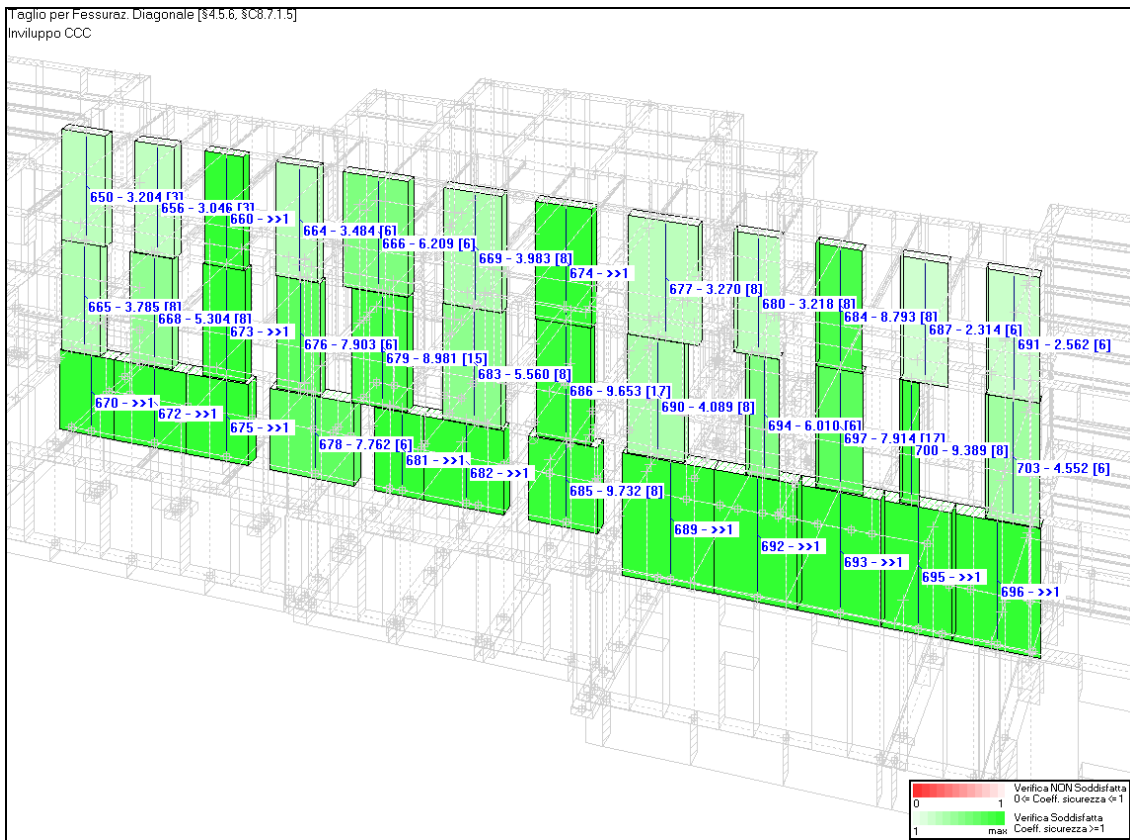 Taglio per Fessuraz. Diagonale [§4.5.6, §C8.7.1.5]
Inviluppo CCC
650 - 3.204 [3]
656 - 3.046 [3]
660 - >>1
664 - 3.484 [6]
666 - 6.209 [6]
669 - 3.983 [8]
674 - >>1
677 - 3.270 [8]
680 - 3.218 [8]
684 - 8.793 [8]
687 - 2.314 [6]
691 - 2.562 [6]
665 - 3.785 [8]
668 - 5.304 [8]
673 - >>1
676 - 7.903 [6]
679 - 8.981 [15]
683 - 5.560 [8]
686 - 9.653 [17]
690 - 4.089 [8]
694 - 6.010 [6]
697 - 7.914 [17]
700 - 9.389 [8]
703 - 4.552 [6]
670 - >>1
672 - >>1
675 - >>1
678 - 7.762 [6]
681 - >>1
682 - >>1
685 - 9.732 [8]
689 - >>1
692 - >>1
693 - >>1
695 - >>1
696 - >>1
Verifica NON Soddisfatta
0 <= Coeff. sicurezza <= 1
0 1
Verifica Soddisfatta
Coeff. sicurezza >=1
1 max